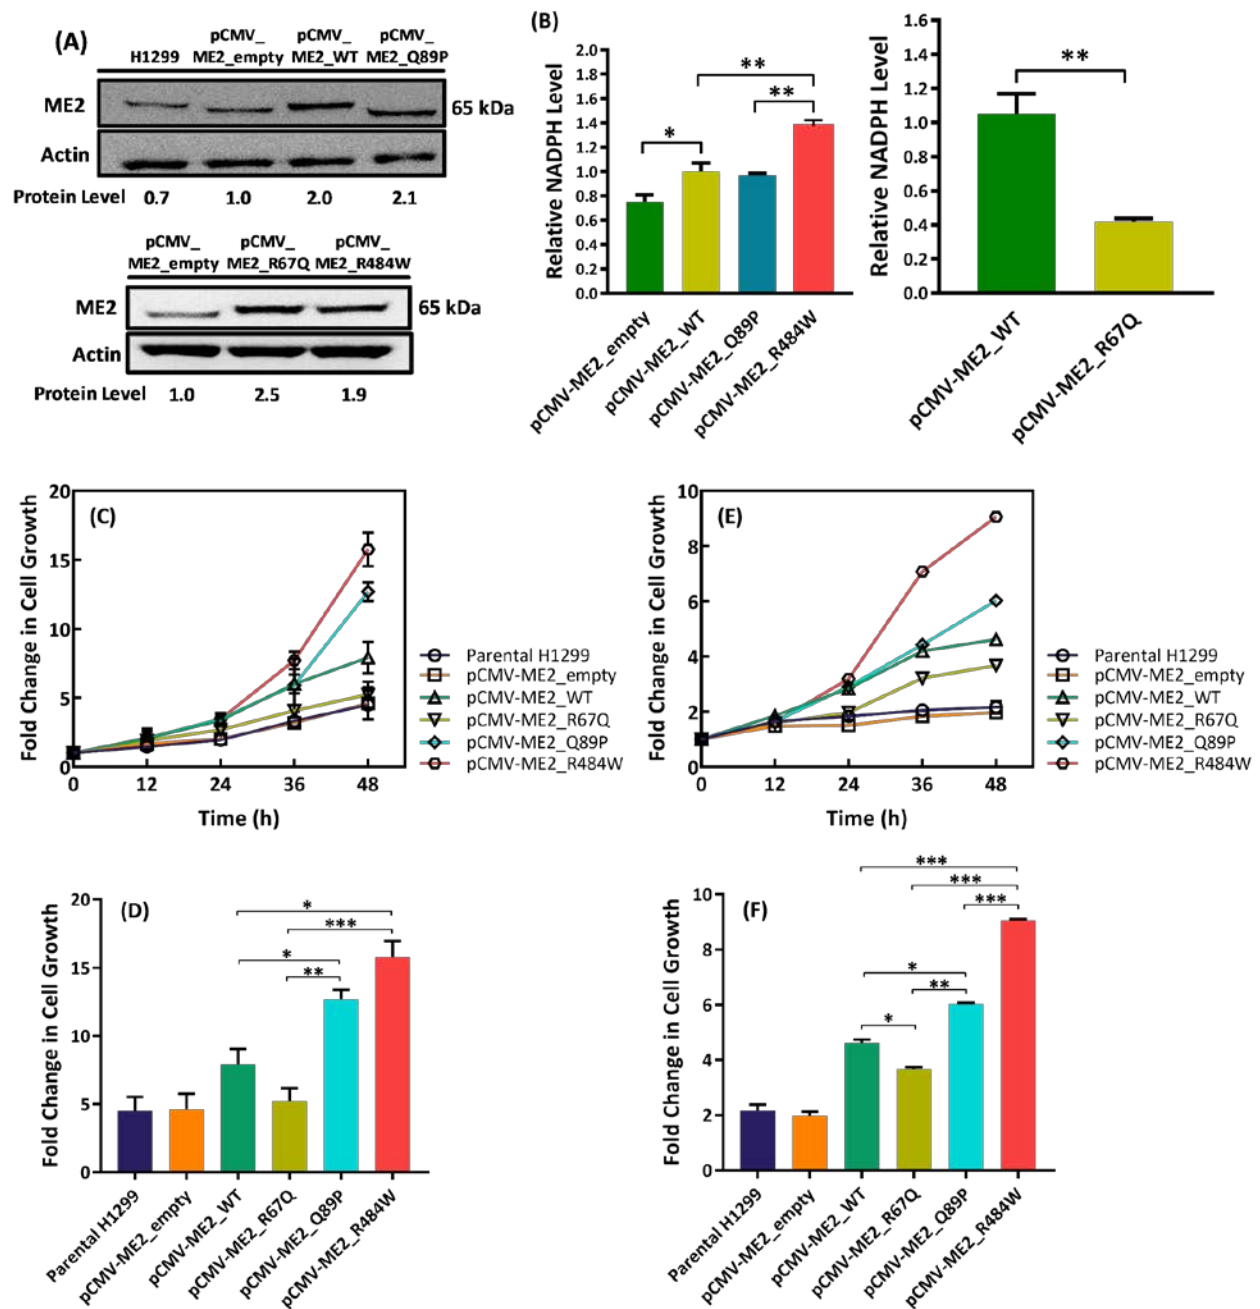 (A)
H1299
pCMV_
ME2_empty
pCMV_
ME2_WT
pCMV_
ME2_Q89P
ME2
65 kDa
Actin
Protein Level 0.7 1.0 2.0 2.1
pCMV_
ME2_empty
pCMV_
ME2_R67Q
pCMV_
ME2_R484W
ME2
65 kDa
Actin
Protein Level 1.0 2.5 1.9
(B)
Relative NADPH Level
2.0
1.8
1.6
1.4
1.2
1.0
0.8
0.6
0.4
0.2
0.0
*
**
**
pCMV-ME2_empty
pCMV-ME2_WT
pCMV-ME2_Q89P
pCMV-ME2_R484W
Relative NADPH Level
1.6
1.4
1.2
1.0
0.8
0.6
0.4
0.2
0.0
**
pCMV-ME2_WT
pCMV-ME2_R67Q
(C)
Fold Change in Cell Growth
20
15
10
5
0
0 12 24 36 48
Time (h)
Parental H1299
pCMV-ME2_empty
pCMV-ME2_WT
pCMV-ME2_R67Q
pCMV-ME2_Q89P
pCMV-ME2_R484W
(E)
Fold Change in Cell Growth
10
8
6
4
2
0
0 12 24 36 48
Time (h)
Parental H1299
pCMV-ME2_empty
pCMV-ME2_WT
pCMV-ME2_R67Q
pCMV-ME2_Q89P
pCMV-ME2_R484W
(D)
Fold Change in Cell Growth
20
15
10
5
0
*
***
*
**
Parental H1299
pCMV-ME2_empty
pCMV-ME2_WT
pCMV-ME2_R67Q
pCMV-ME2_Q89P
pCMV-ME2_R484W
(F)
Fold Change in Cell Growth
10
8
6
4
2
0
***
***
***
*
**
*
Parental H1299
pCMV-ME2_empty
pCMV-ME2_WT
pCMV-ME2_R67Q
pCMV-ME2_Q89P
pCMV-ME2_R484W